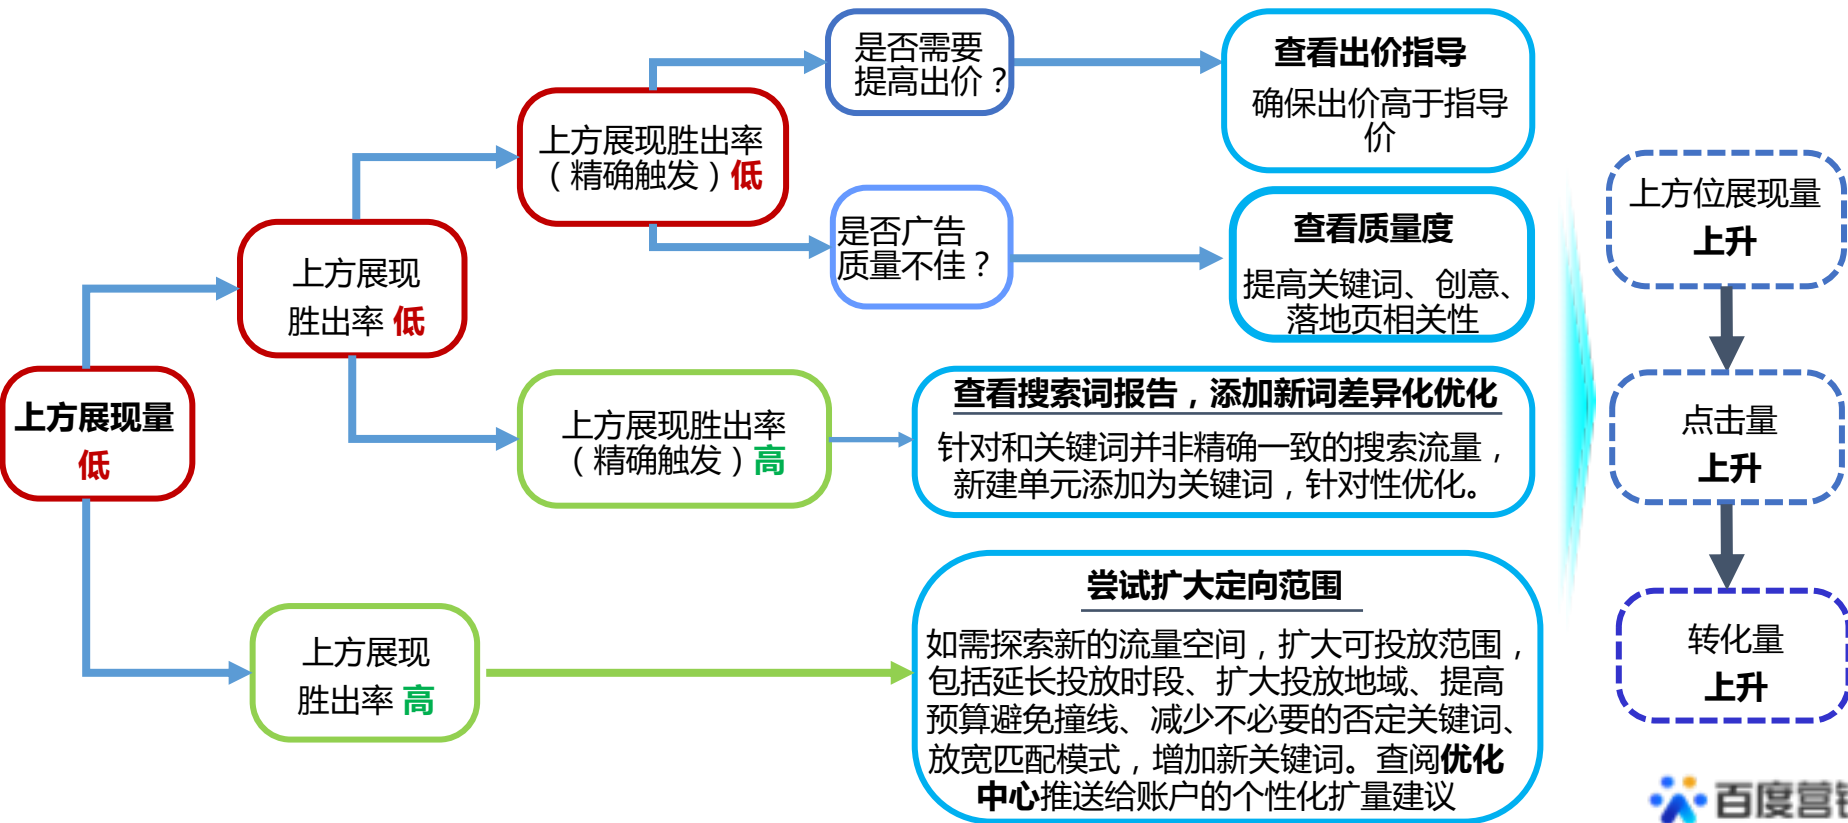 是否需要
提高出价？
查看出价指导
确保出价高于指导
价
上方展现胜出率
（精确触发）低
是否广告
质量不佳？
查看质量度
提高关键词、创意、
落地页相关性
上方展现
胜出率 低
上方展现量
低
上方展现胜出率
（精确触发）高
查看搜索词报告，添加新词差异化优化
针对和关键词并非精确一致的搜索流量，
新建单元添加为关键词，针对性优化。
上方展现
胜出率 高
尝试扩大定向范围
如需探索新的流量空间，扩大可投放范围，
包括延长投放时段、扩大投放地域、提高
预算避免撞线、减少不必要的否定关键词、
放宽匹配模式，增加新关键词。查阅优化
中心推送给账户的个性化扩量建议
上方位展现量
上升
点击量
上升
转化量
上升
百度营销